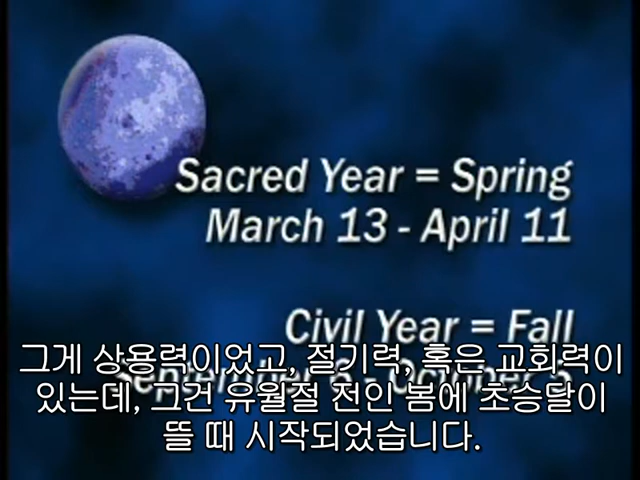 Sacred Year = Spring
March 13 - April 11
Civil Year = Fall
그게 상용력이었고, 절기력, 혹은 교회력이
September - October
있는데, 그건 유월절 전인 봄에 초승달이
뜰 때 시작되었습니다.